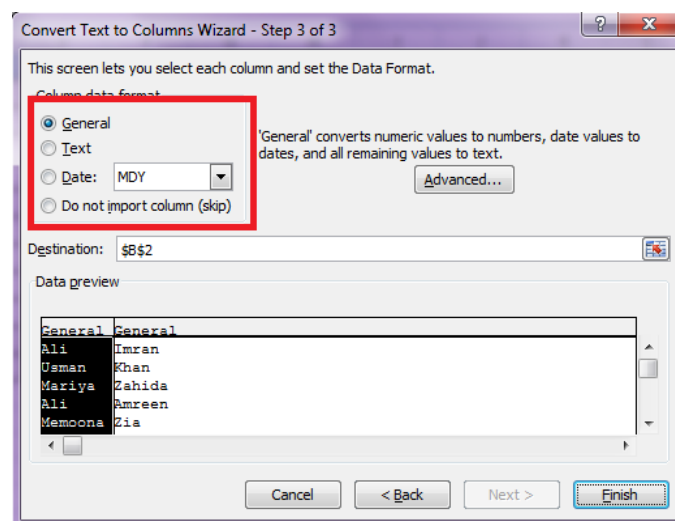 Convert Text to Columns Wizard - Step 3 of 3
?
X
This screen lets you select each column and set the Data Format.
Column data format
General
Text
Date: MDY
Do not import column (skip)
'General' converts numeric values to numbers, date values to
dates, and all remaining values to text.
Advanced...
Destination: $B$2
Data preview
General General
Ali Imran
Usman Khan
Mariya Zahida
Ali Amreen
Memoona Zia
Cancel < Back Next > Finish